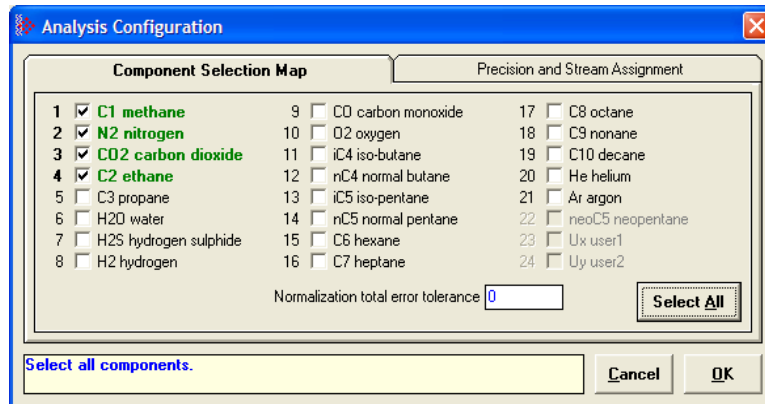 Analysis Configuration
Component Selection Map
Precision and Stream Assignment
1 C1 methane
2 N2 nitrogen
3 CO2 carbon dioxide
4 C2 ethane
5 C3 propane
6 H2O water
7 H2S hydrogen sulphide
8 H2 hydrogen
9 CO carbon monoxide
10 O2 oxygen
11 iC4 iso-butane
12 nC4 normal butane
13 iC5 iso-pentane
14 nC5 normal pentane
15 C6 hexane
16 C7 heptane
17 C8 octane
18 C9 nonane
19 C10 decane
20 He helium
21 Ar argon
22 neoC5 neopentane
23 Ux user1
24 Uy user2
Normalization total error tolerance 0
Select All
Select all components.
Cancel
OK